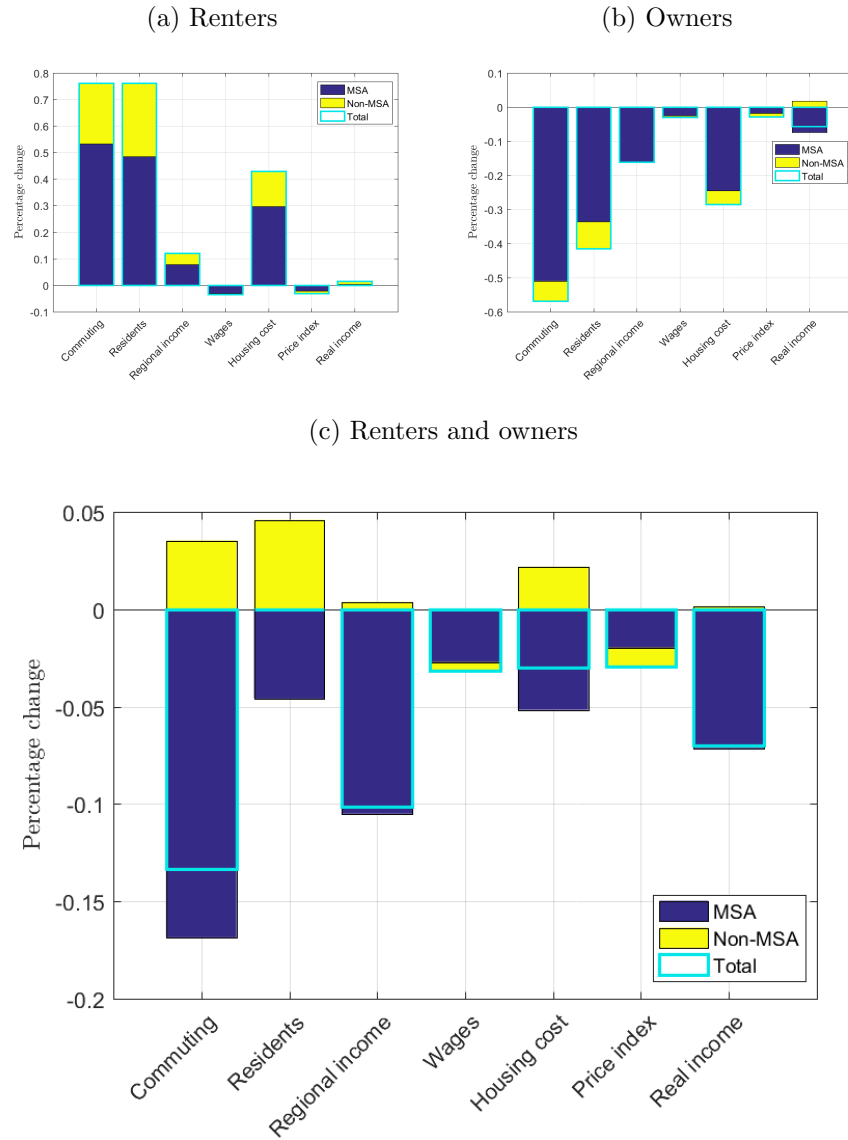 (a) Renters
0.8
0.7
0.6
0.5
0.4
0.3
0.2
0.1
0
-0.1
Percentage change
MSA
Non-MSA
Total
Commuting
Residents
Regional income
Wages
Housing cost
Price index
Real income
(b) Owners
0.1
0
-0.1
-0.2
-0.3
-0.4
-0.5
-0.6
Percentage change
MSA
Non-MSA
Total
Commuting
Residents
Regional income
Wages
Housing cost
Price index
Real income
(c) Renters and owners
0.05
0
-0.05
-0.1
-0.15
-0.2
Percentage change
MSA
Non-MSA
Total
Commuting
Residents
Regional income
Wages
Housing cost
Price index
Real income